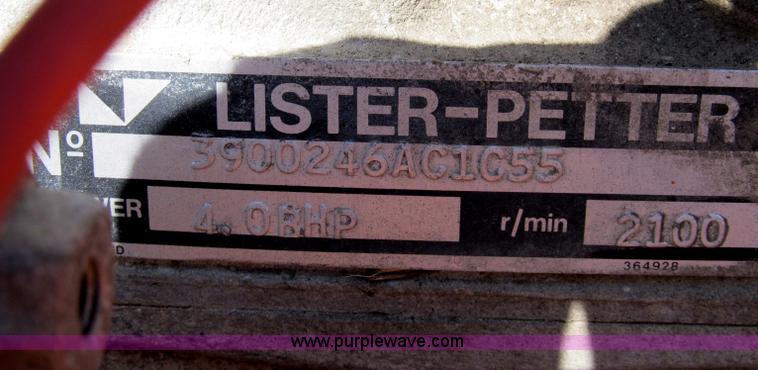 LISTER-PETTER
Nº 3900246AC1C55
WER 4.0BHP r/min 2100
D 364928
www.purplewave.com